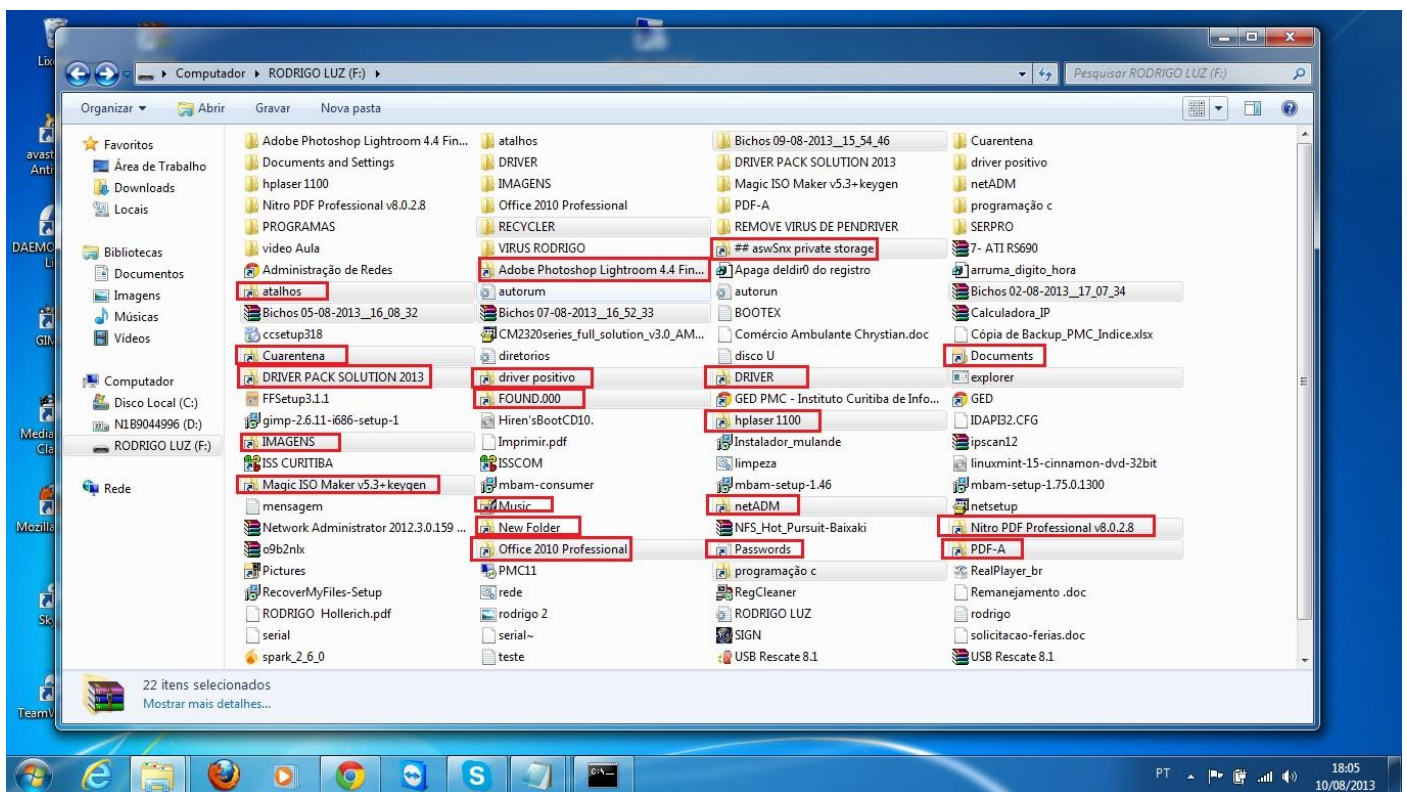 Computador RODRIGO LUZ (F:)
Pesquisar RODRIGO LUZ (F:)
Organizar Abrir Gravar Nova pasta
Favoritos
Área de Trabalho
Downloads
Locais
Bibliotecas
Documentos
Imagens
Músicas
Vídeos
Computador
Disco Local (C:)
N1B9044996 (D:)
RODRIGO LUZ (F:)
Rede
Adobe Photoshop Lightroom 4.4 Fin... atalhos Bichos 09-08-2013__15_54_46 Cuarentena
Documents and Settings DRIVER DRIVER PACK SOLUTION 2013 driver positivo
hplaser 1100 IMAGENS Magic ISO Maker v5.3+keygen netADM
Nitro PDF Professional v8.0.2.8 Office 2010 Professional PDF-A programação c
PROGRAMAS RECYCLER REMOVE VIRUS DE PENDRIVER SERPRO
video Aula VIRUS RODRIGO ## aswSnx private storage 7- ATI RS690
Administração de Redes Adobe Photoshop Lightroom 4.4 Fin... Apaga deldir0 do registro arruma_digito_hora
atalhos autorum autorun Bichos 02-08-2013__17_07_34
Bichos 05-08-2013__16_08_32 Bichos 07-08-2013__16_52_33 BOOTEX Calculadora_IP
ccsetup318 CM2320series_full_solution_v3.0_AM... Comércio Ambulante Chrystian.doc Cópia de Backup_PMC_Indice.xlsx
Cuarentena diretorios disco U Documents
DRIVER PACK SOLUTION 2013 driver positivo DRIVER explorer
FFSetup3.1.1 FOUND.000 GED PMC - Instituto Curitiba de Info... GED
gimp-2.6.11-i686-setup-1 Hiren'sBootCD10. hplaser 1100 IDAPI32.CFG
IMAGENS Imprimir.pdf Instalador_mulande ipscan12
ISS CURITIBA ISSCOM limpeza linuxmint-15-cinnamon-dvd-32bit
Magic ISO Maker v5.3+keygen mbam-consumer mbam-setup-1.46 mbam-setup-1.75.0.1300
mensagem Music netADM netsetup
Network Administrator 2012.3.0.159 ... New Folder NFS_Hot_Pursuit-Baixaki Nitro PDF Professional v8.0.2.8
o9b2nlx Office 2010 Professional Passwords PDF-A
Pictures PMC11 programação c RealPlayer_br
RecoverMyFiles-Setup rede RegCleaner Remanejamento .doc
RODRIGO Hollerich.pdf rodrigo 2 RODRIGO LUZ rodrigo
serial serial~ SIGN solicitacao-ferias.doc
spark_2_6_0 teste USB Rescate 8.1 USB Rescate 8.1
22 itens selecionados
Mostrar mais detalhes...
PT
18:05
10/08/2013